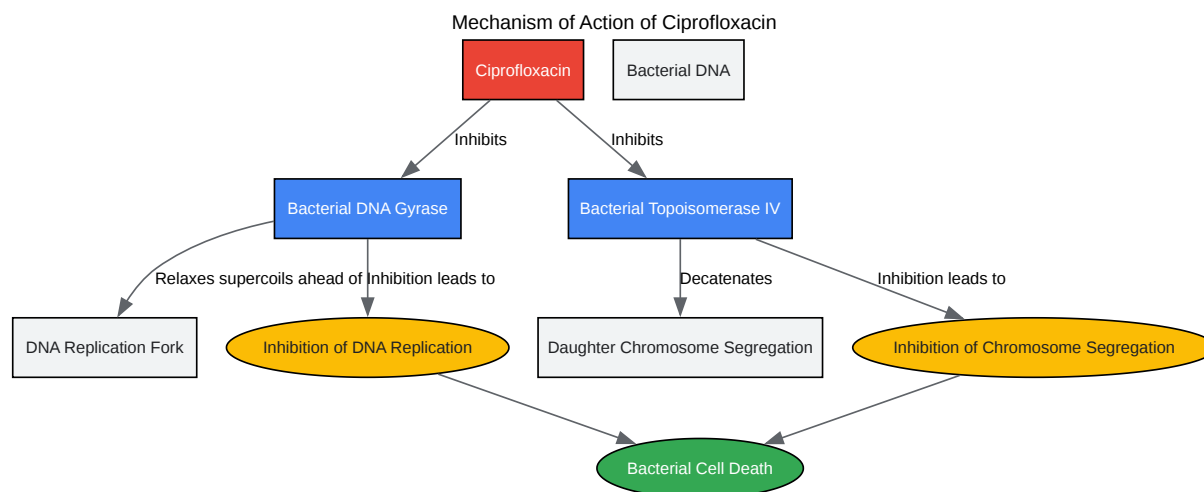 Mechanism of Action of Ciprofloxacin
Ciprofloxacin
Bacterial DNA
Inhibits
Inhibits
Bacterial DNA Gyrase
Bacterial Topoisomerase IV
Relaxes supercoils ahead of
Inhibition leads to
Decatenates
Inhibition leads to
DNA Replication Fork
Inhibition of DNA Replication
Daughter Chromosome Segregation
Inhibition of Chromosome Segregation
Bacterial Cell Death